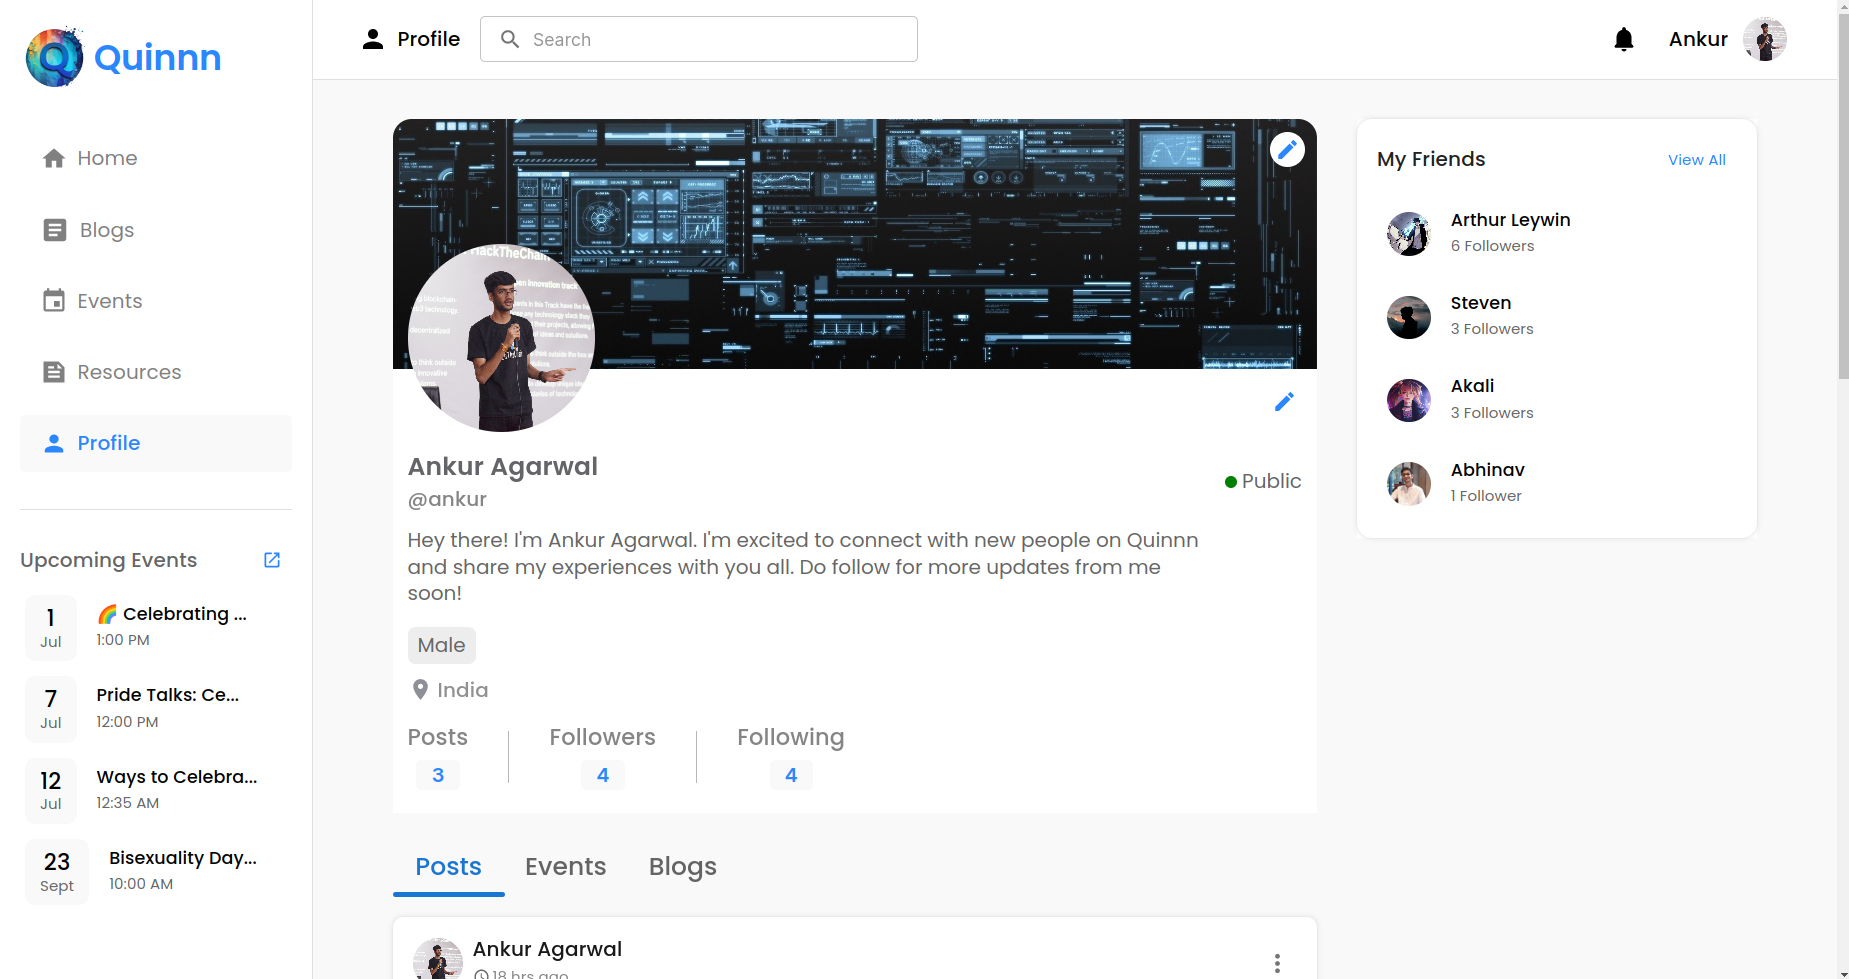 Quinnn
Profile
Search
Ankur
Home
Blogs
Events
Resources
Profile
Upcoming Events
1
Jul
🌈 Celebrating ...
1:00 PM
7
Jul
Pride Talks: Ce...
12:00 PM
12
Jul
Ways to Celebra...
12:35 AM
23
Sept
Bisexuality Day...
10:00 AM
HackTheChain
Ankur Agarwal
@ankur
Public
Hey there! I'm Ankur Agarwal. I'm excited to connect with new people on Quinnn
and share my experiences with you all. Do follow for more updates from me
soon!
Male
India
Posts
3
Followers
4
Following
4
Posts Events Blogs
Ankur Agarwal
18 hrs ago
My Friends
View All
Arthur Leywin
6 Followers
Steven
3 Followers
Akali
3 Followers
Abhinav
1 Follower